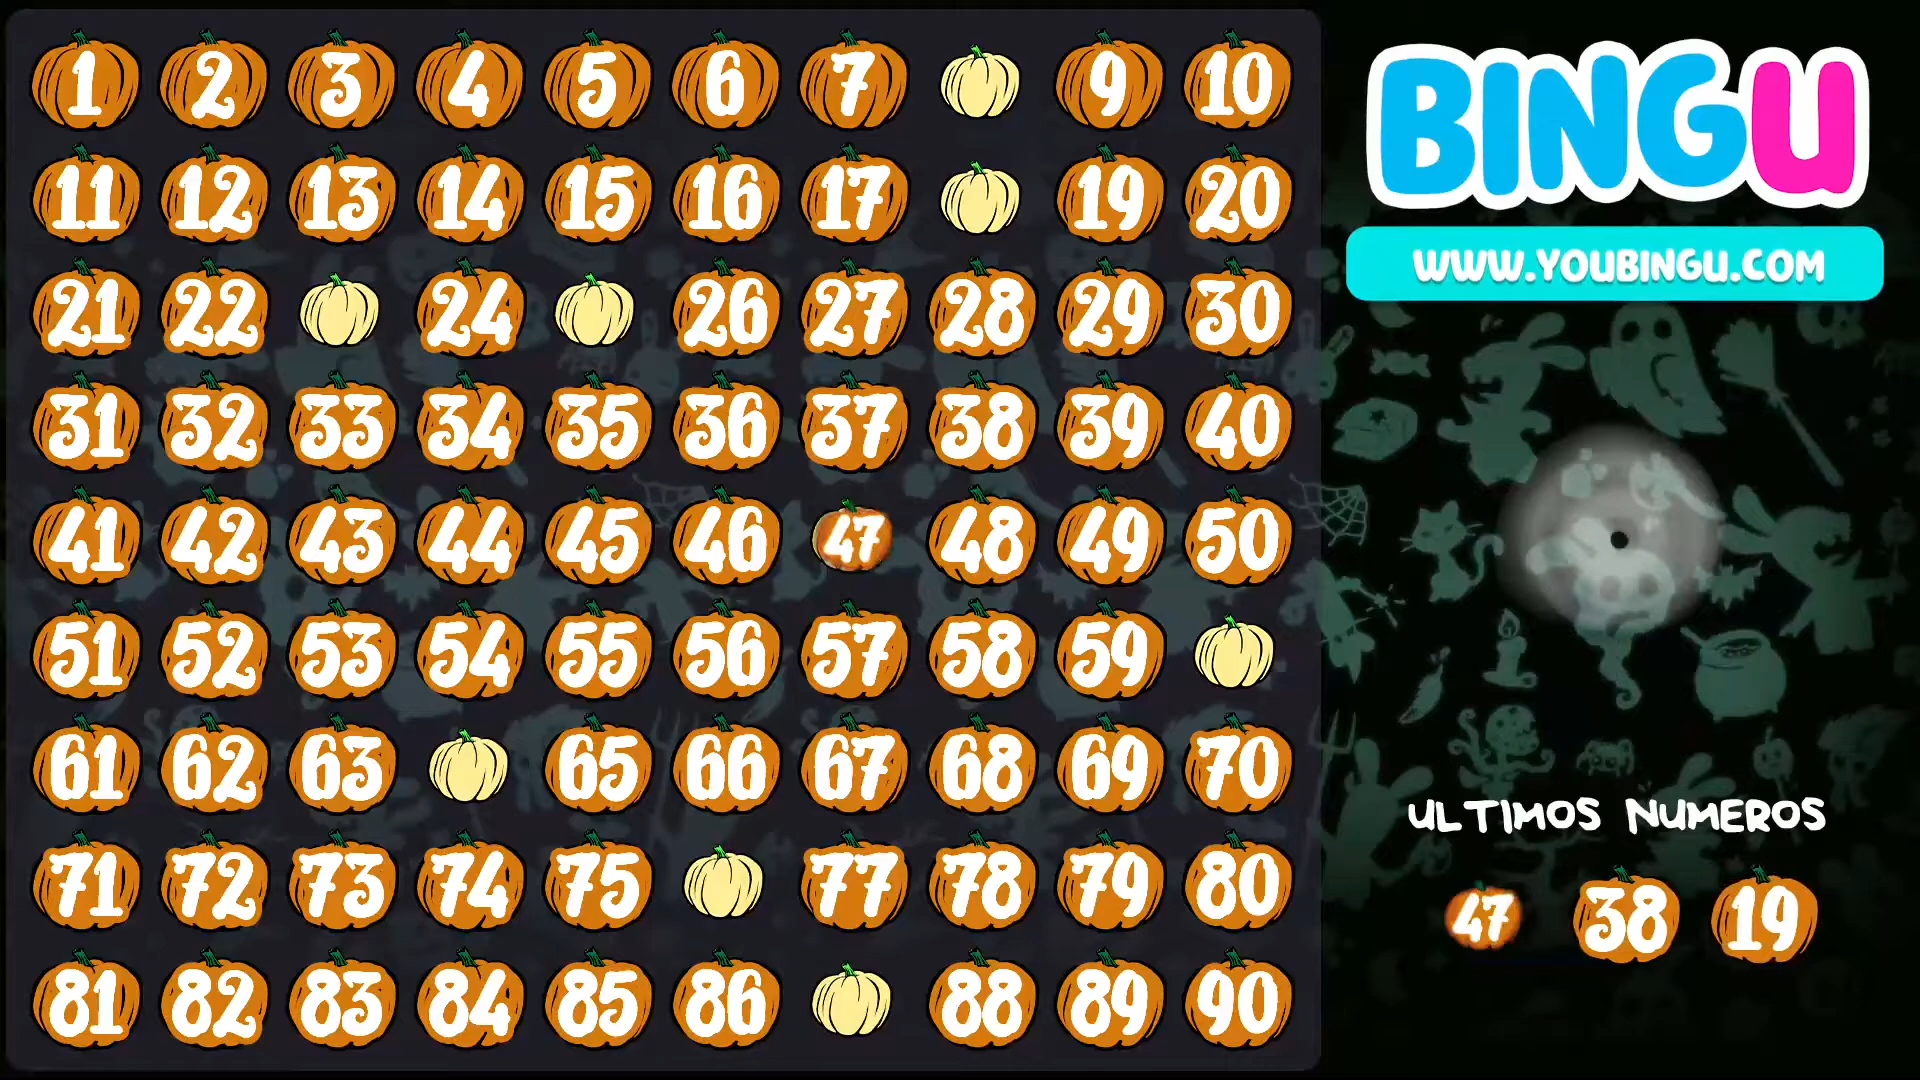 1 2 3 4 5 6 7 9 10
11 12 13 14 15 16 17 19 20
21 22 24 26 27 28 29 30
31 32 33 34 35 36 37 38 39 40
41 42 43 44 45 46 47 48 49 50
51 52 53 54 55 56 57 58 59
61 62 63 65 66 67 68 69 70
71 72 73 74 75 77 78 79 80
81 82 83 84 85 86 88 89 90
BINGU
WWW.YOUBINGU.COM
ULTIMOS NUMEROS
47 38 19